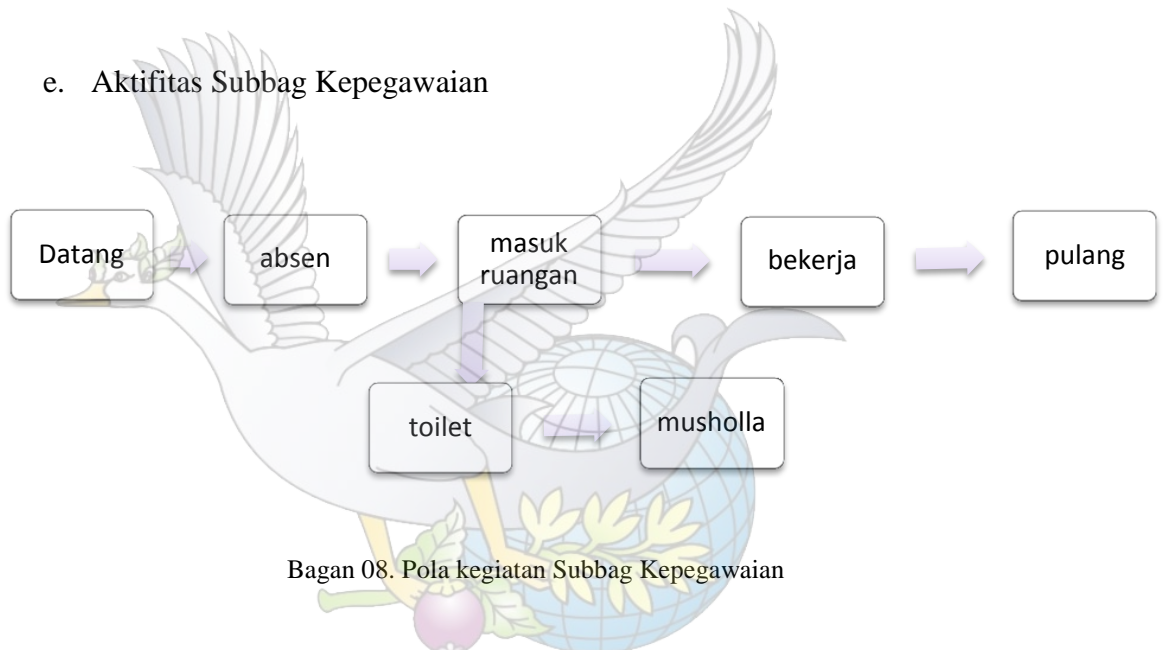 e. Aktifitas Subbag Kepegawaian
Datang
absen
masuk
ruangan
bekerja
pulang
toilet
musholla
Bagan 08. Pola kegiatan Subbag Kepegawaian